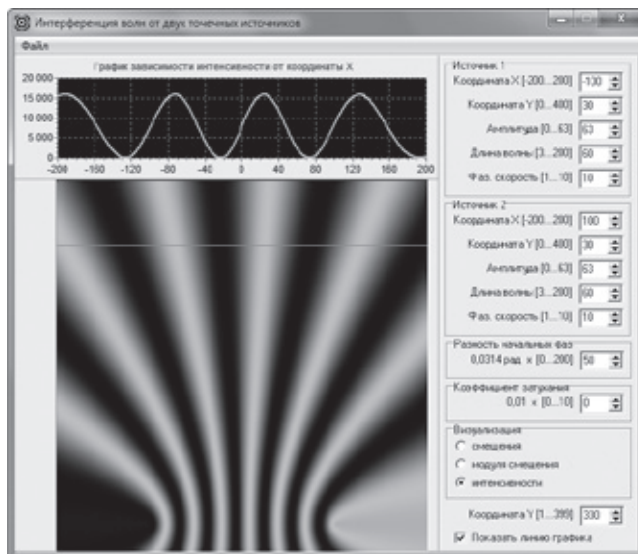 Интерференция волн от двух точечных источников
Файл
График зависимости интенсивности от координаты X
20 000
15 000
10 000
5 000
0
-200 -160 -120 -80 -40 0 40 80 120 160 200
Источник 1
Координата X [-200...200] -100
Координата Y [0...400] 30
Амплитуда [0...63] 63
Длина волны [3...200] 60
Фаз. скорость [1...10] 10
Источник 2
Координата X [-200...200] 100
Координата Y [0...400] 30
Амплитуда [0...63] 63
Длина волны [3...200] 60
Фаз. скорость [1...10] 10
Разность начальных фаз
0,0314 рад x [0...200] 50
Коэффициент затухания
0,01 x [0...10] 0
Визуализация
смещения
модуля смещения
интенсивности
Координата Y [1...399] 330
Показать линию графика